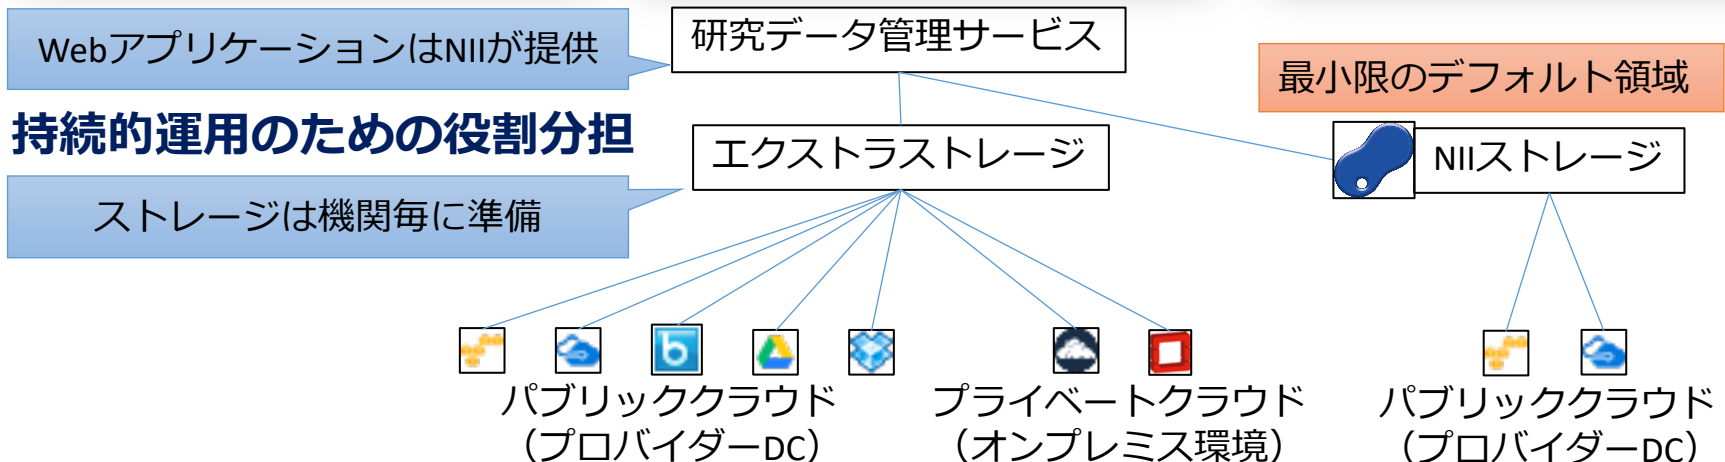 WebアプリケーションはNIIが提供
研究データ管理サービス
最小限のデフォルト領域
持続的運用のための役割分担
エクストラストレージ
NIIストレージ
ストレージは機関毎に準備
パブリッククラウド
（プロバイダーDC）
プライベートクラウド
（オンプレミス環境）
パブリッククラウド
（プロバイダーDC）